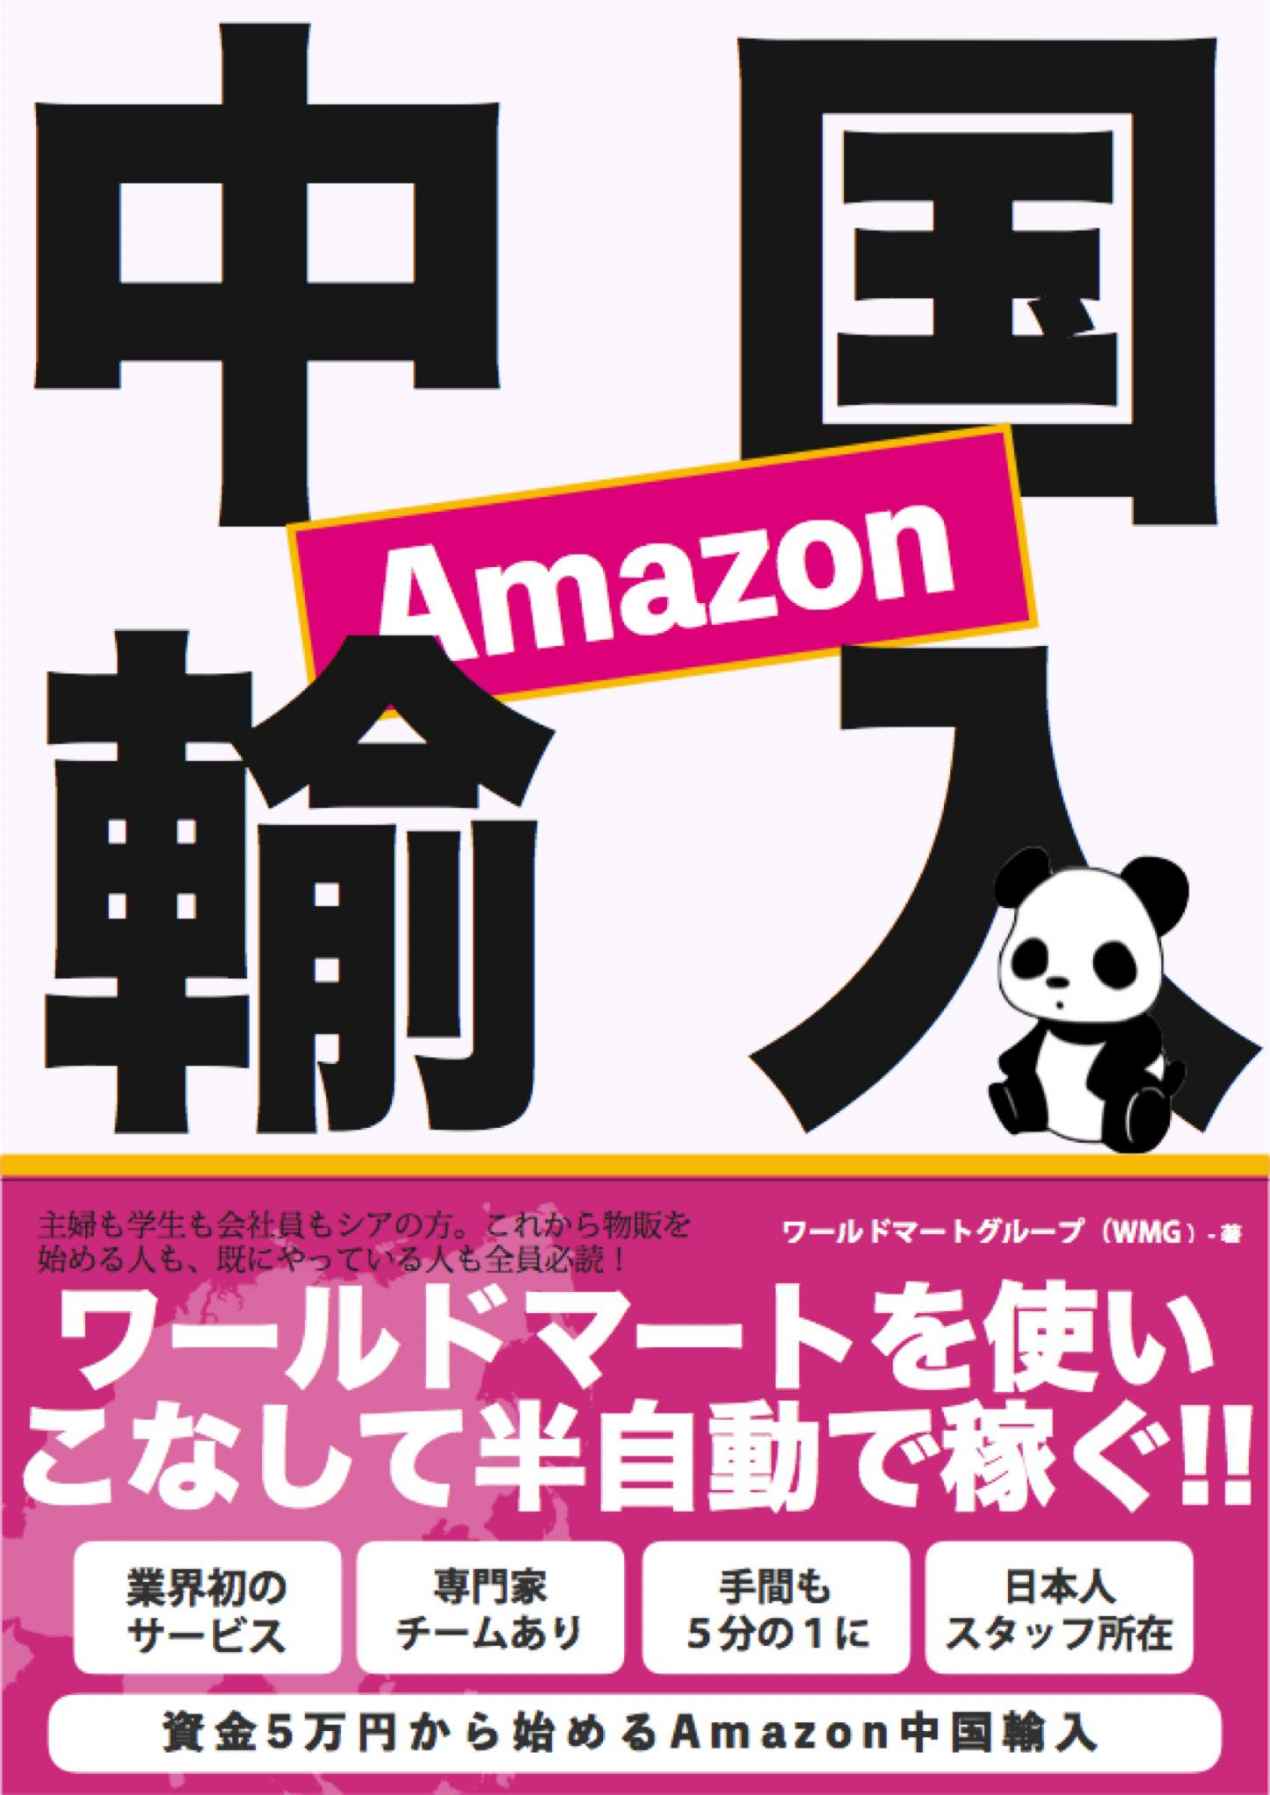 中国
Amazon
輸入
主婦も学生も会社員もシアの方。これから物販を
始める人も、既にやっている人も全員必読！
ワールドマートグループ（WMG）-著
ワールドマートを使い
こなして半自動で稼ぐ!!
業界初の
サービス
専門家
チームあり
手間も
5分の1に
日本人
スタッフ所在
資金5万円から始めるAmazon中国輸入